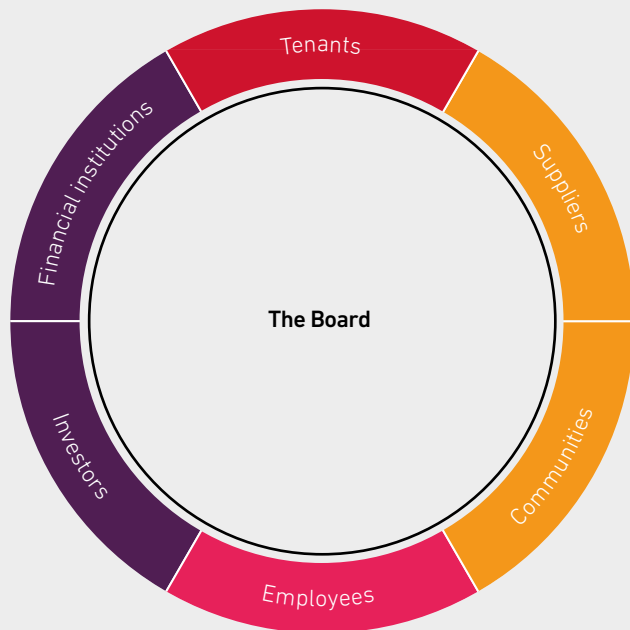 Tenants
Suppliers
Communities
Employees
Investors
Financial institutions
The Board